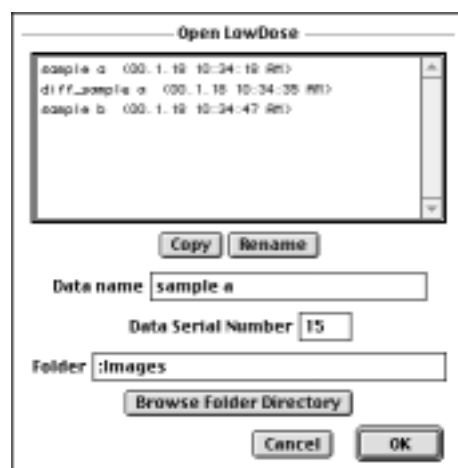 Open LowDose
sample a (00.1.18 10:34:18 AM)
diff_sample a (00.1.18 10:34:35 AM)
sample b (00.1.18 10:34:47 AM)
Copy Rename
Data name sample a
Data Serial Number 15
Folder :Images
Browse Folder Directory
Cancel OK